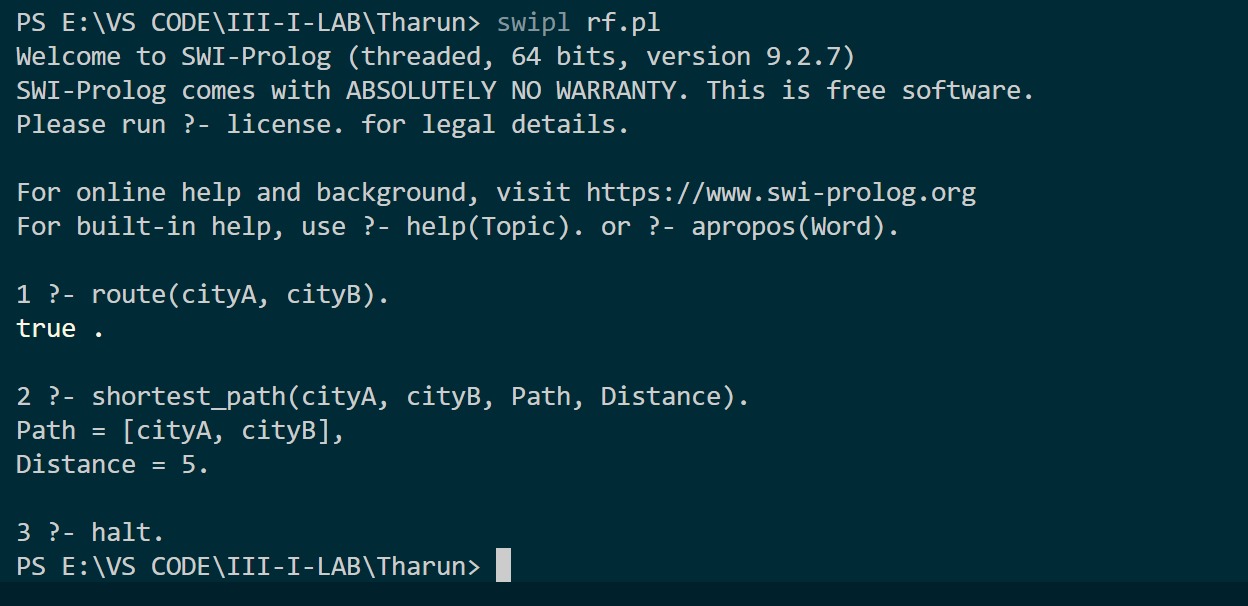 PS E:\VS CODE\III-I-LAB\Tharun> swipl rf.pl
Welcome to SWI-Prolog (threaded, 64 bits, version 9.2.7)
SWI-Prolog comes with ABSOLUTELY NO WARRANTY. This is free software.
Please run ?- license. for legal details.
For online help and background, visit https://www.swi-prolog.org
For built-in help, use ?- help(Topic). or ?- apropos(Word).
1 ?- route(cityA, cityB).
true .
2 ?- shortest_path(cityA, cityB, Path, Distance).
Path = [cityA, cityB],
Distance = 5.
3 ?- halt.
PS E:\VS CODE\III-I-LAB\Tharun>